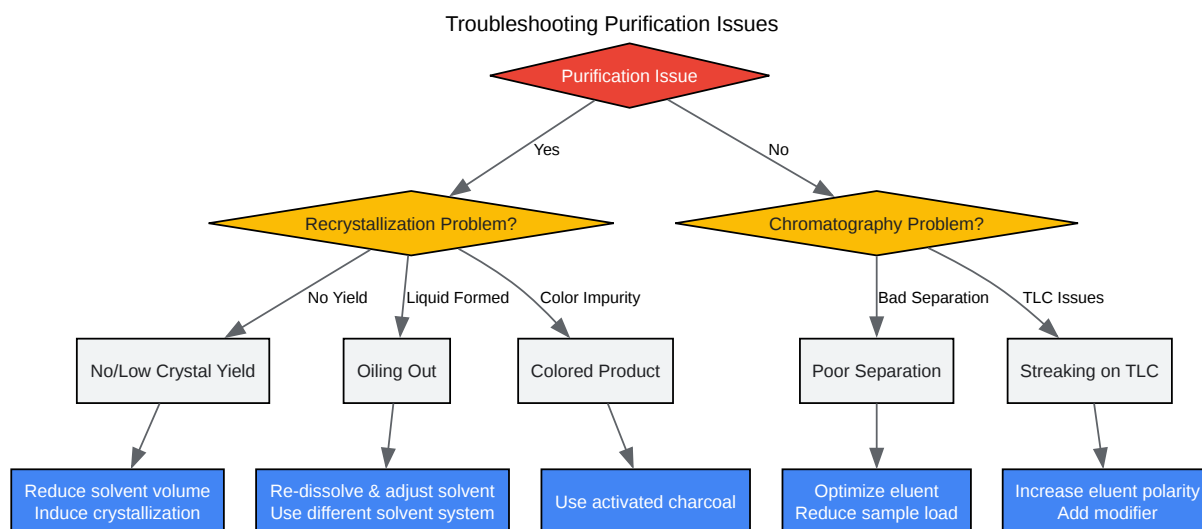 Troubleshooting Purification Issues
Purification Issue
Yes
No
Recrystallization Problem?
Chromatography Problem?
No Yield
Liquid Formed
Color Impurity
Bad Separation
TLC Issues
No/Low Crystal Yield
Oiling Out
Colored Product
Poor Separation
Streaking on TLC
Reduce solvent volume
Induce crystallization
Re-dissolve & adjust solvent
Use different solvent system
Use activated charcoal
Optimize eluent
Reduce sample load
Increase eluent polarity
Add modifier